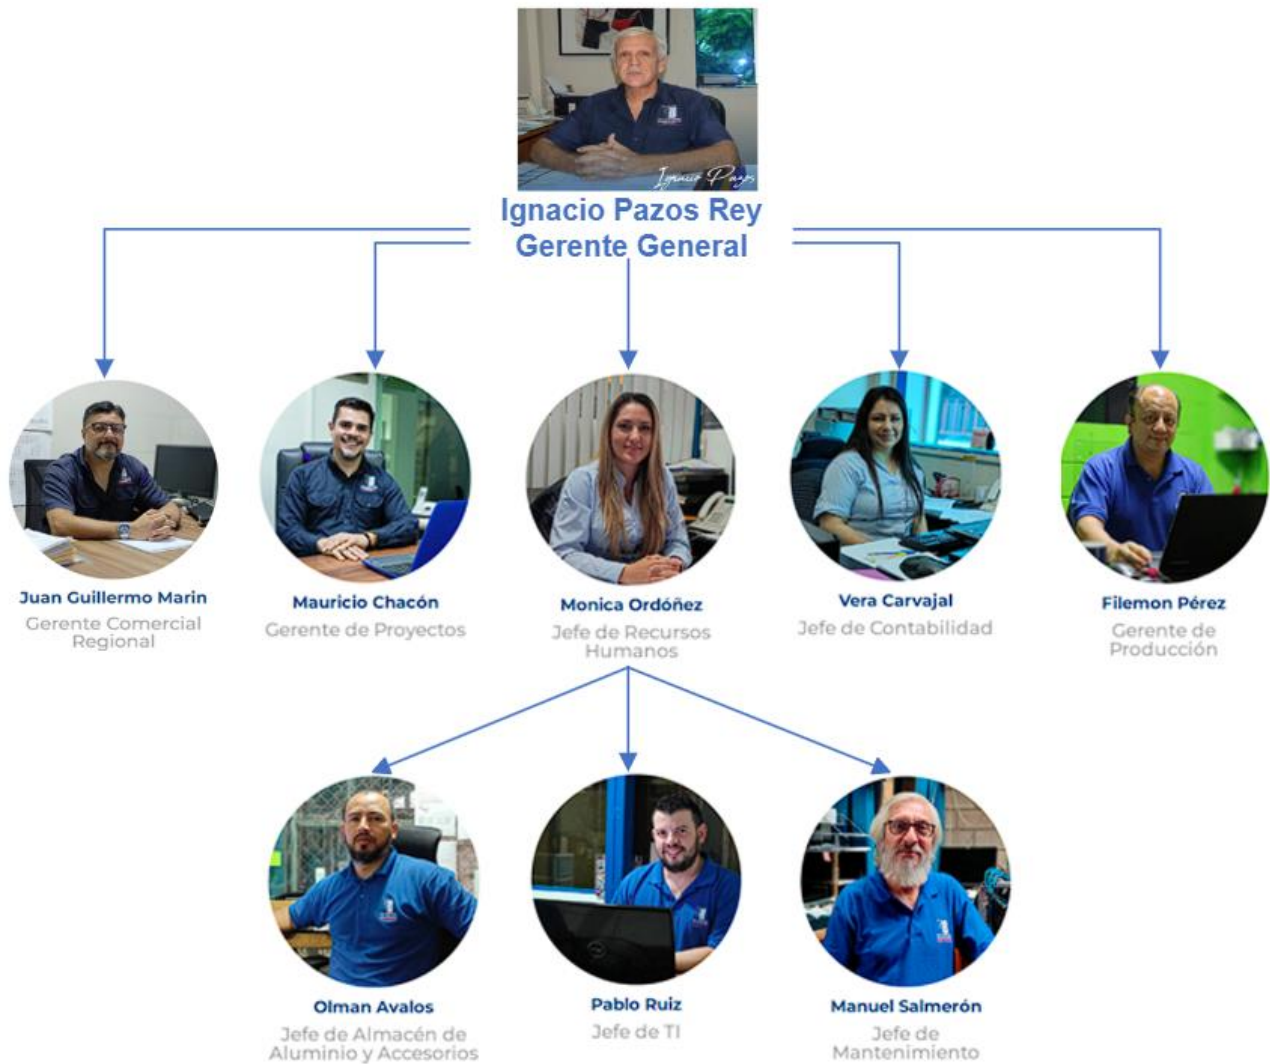 Ignacio Pazos
Ignacio Pazos Rey
Gerente General
Juan Guillermo Marin
Gerente Comercial
Regional
Mauricio Chacón
Gerente de Proyectos
Monica Ordóñez
Jefe de Recursos
Humanos
Vera Carvajal
Jefe de Contabilidad
Filemon Pérez
Gerente de
Producción
Olman Avalos
Jefe de Almacén de
Aluminio y Accesorios
Pablo Ruiz
Jefe de TI
Manuel Salmerón
Jefe de
Mantenimiento